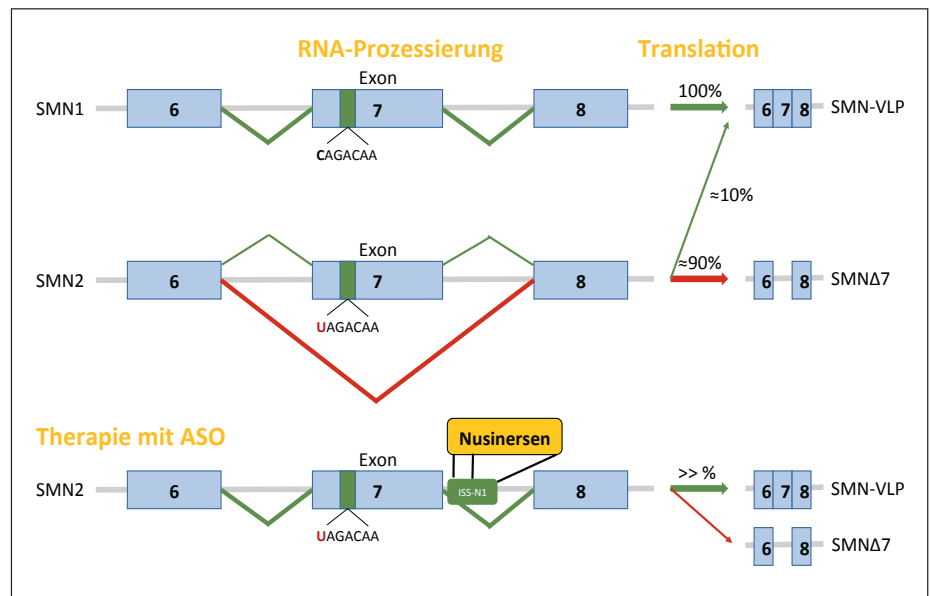 RNA-Prozessierung Translation
Exon
SMN1 6 7 8 100% 6 7 8 SMN-VLP
CAGACAA
≈10%
Exon
SMN2 6 7 8 ≈90% 6 8 SMNΔ7
UAGACAA
Therapie mit ASO
Nusinersen
Exon
SMN2 6 7 ISS-N1 8 >> % 6 7 8 SMN-VLP
UAGACAA
6 8 SMNΔ7